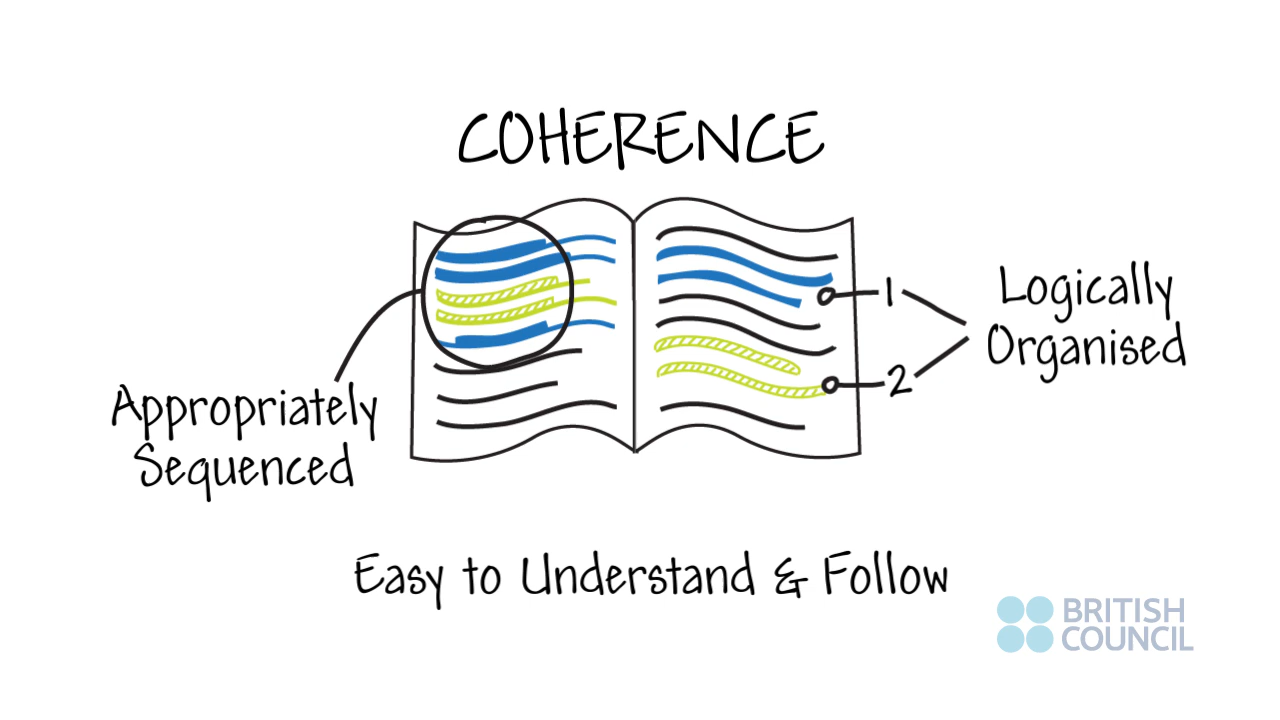 COHERENCE
Appropriately
Sequenced
1
2
Logically
Organised
Easy to Understand & Follow
BRITISH
COUNCIL